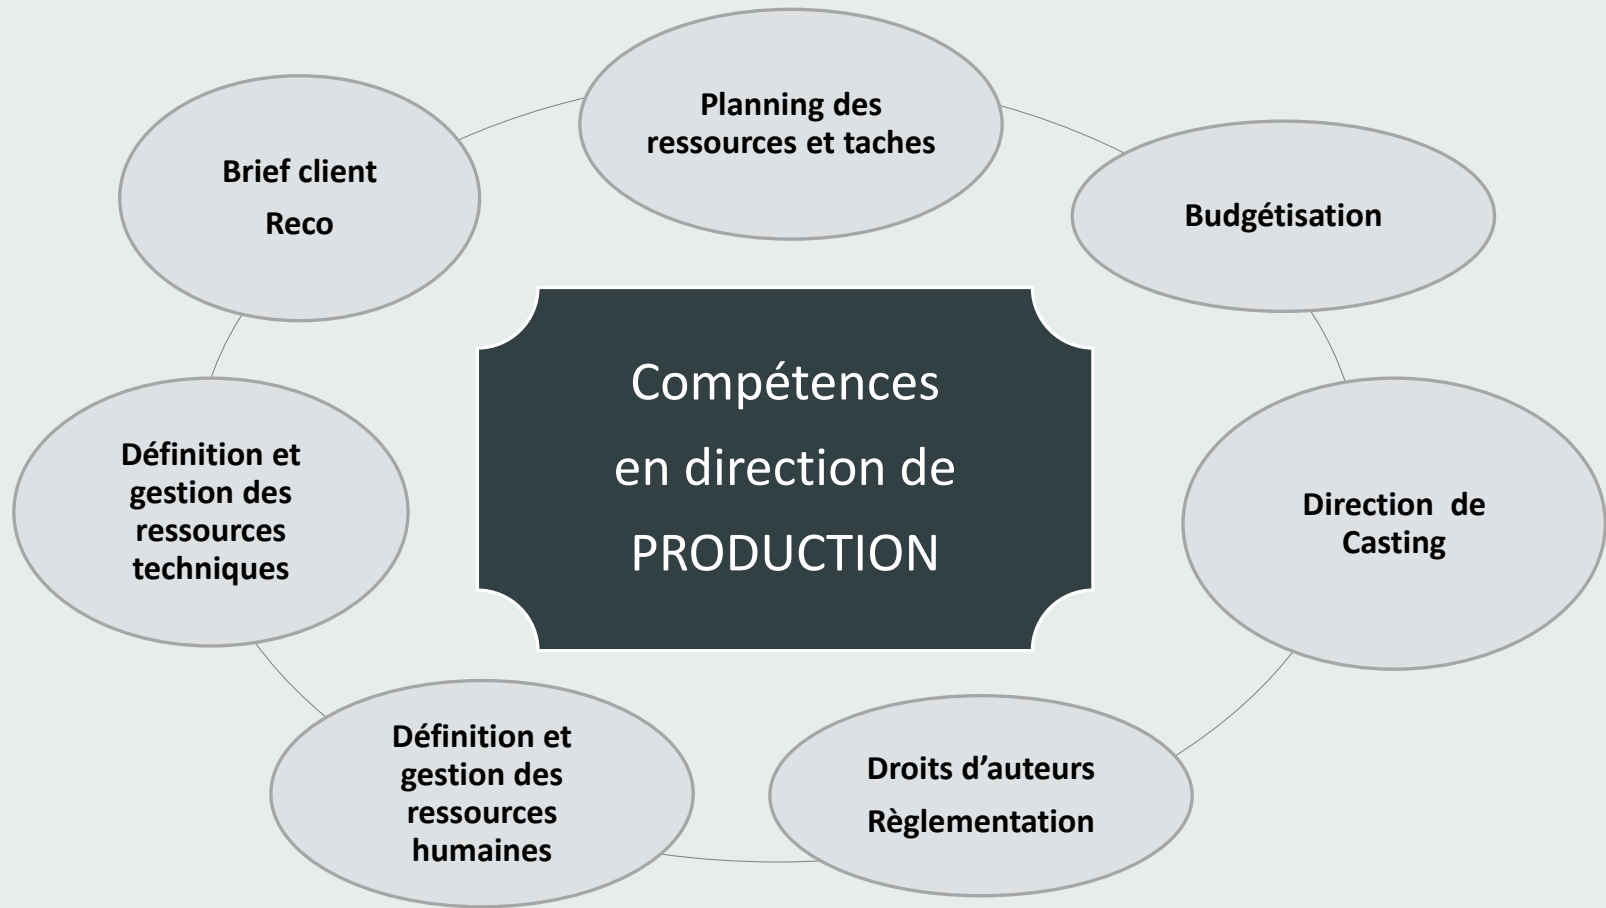 Planning des
ressources et taches
Brief client
Reco
Budgétisation
Compétences
en direction de
PRODUCTION
Définition et
gestion des
ressources
techniques
Direction de
Casting
Définition et
gestion des
ressources
humaines
Droits d’auteurs
Règlementation